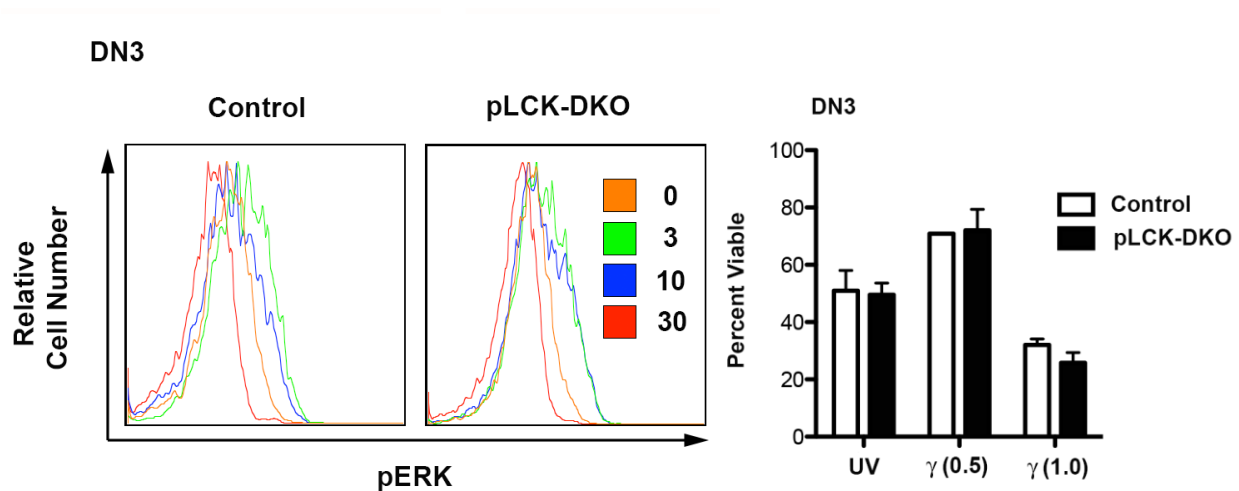 DN3
Control
pLCK-DKO
Relative
Cell Number
0
3
10
30
pERK
DN3
Percent Viable
100
80
60
40
20
0
Control
pLCK-DKO
UV
γ (0.5)
γ (1.0)